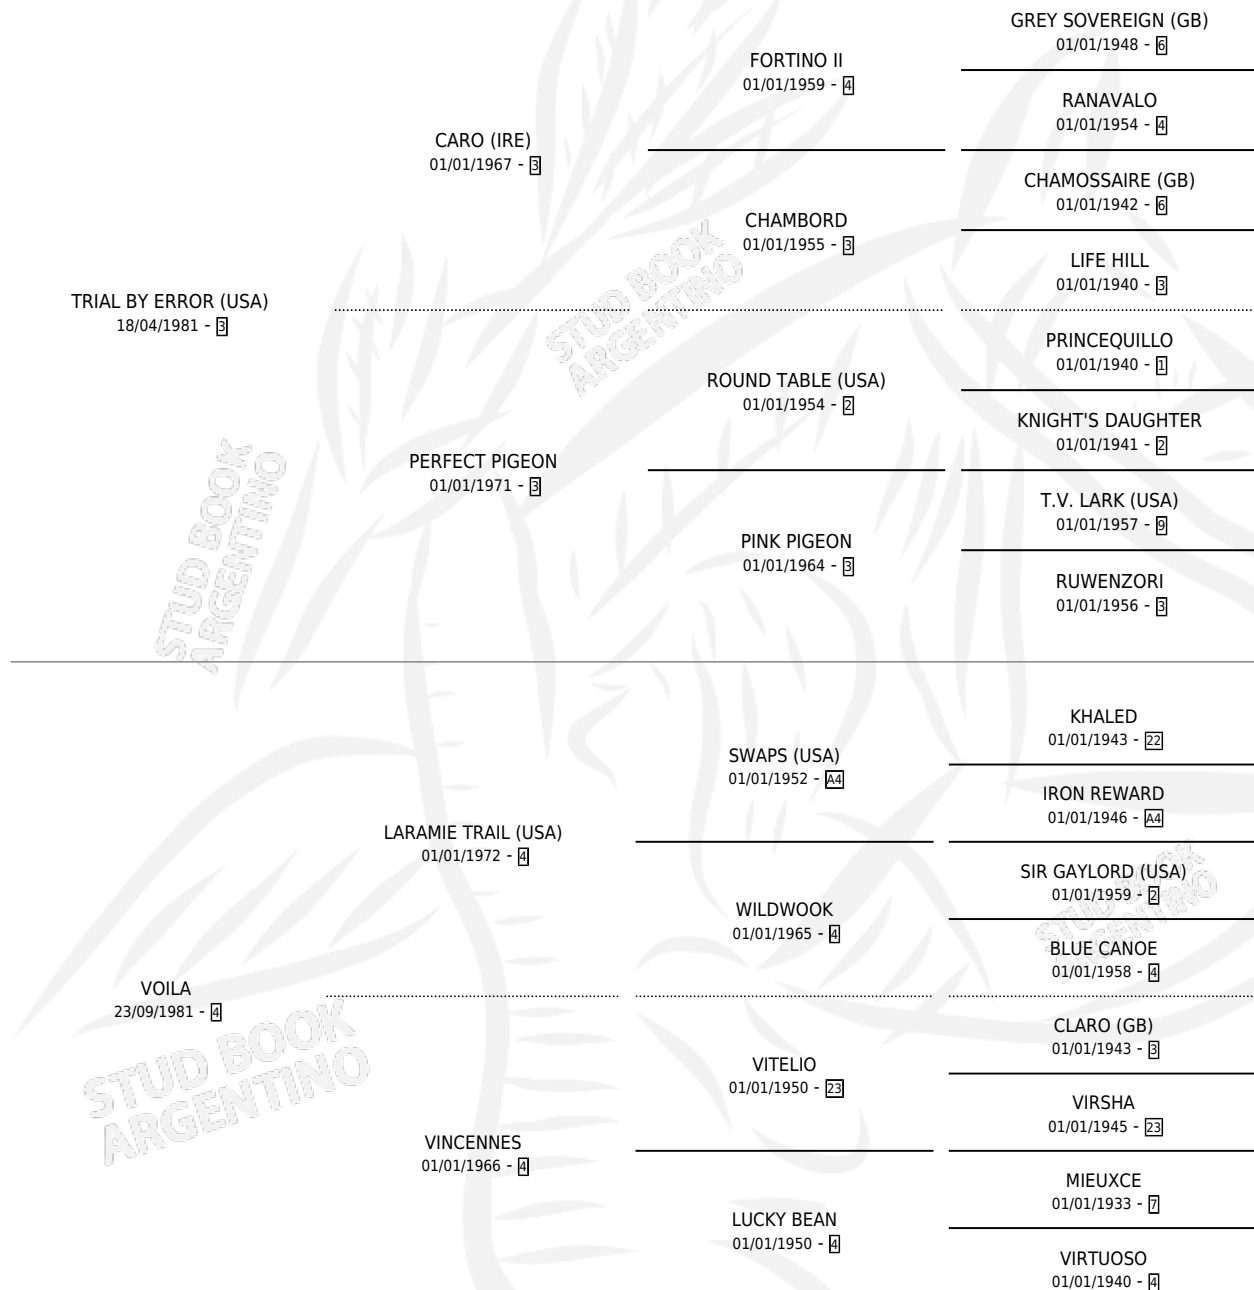 GREY SOVEREIGN (GB)
01/01/1948 - 6
FORTINO II
01/01/1959 - 4
RANAVALO
01/01/1954 - 4
CARO (IRE)
01/01/1967 - 3
CHAMOSSAIRE (GB)
01/01/1942 - 6
CHAMBORD
01/01/1955 - 3
LIFE HILL
01/01/1940 - 3
TRIAL BY ERROR (USA)
18/04/1981 - 3
PRINCEQUILLO
01/01/1940 - 1
ROUND TABLE (USA)
01/01/1954 - 2
KNIGHT'S DAUGHTER
01/01/1941 - 2
PERFECT PIGEON
01/01/1971 - 3
T.V. LARK (USA)
01/01/1957 - 9
PINK PIGEON
01/01/1964 - 3
RUWENZORI
01/01/1956 - 3
KHALED
01/01/1943 - 22
SWAPS (USA)
01/01/1952 - A4
IRON REWARD
01/01/1946 - A4
LARAMIE TRAIL (USA)
01/01/1972 - 4
SIR GAYLORD (USA)
01/01/1959 - 2
WILDWOOK
01/01/1965 - 4
BLUE CANOE
01/01/1958 - 4
VOILA
23/09/1981 - 4
CLARO (GB)
01/01/1943 - 3
VITELIO
01/01/1950 - 23
VIRSHA
01/01/1945 - 23
VINCENNES
01/01/1966 - 4
MIEUXCE
01/01/1933 - 7
LUCKY BEAN
01/01/1950 - 4
VIRTUOSO
01/01/1940 - 4
STUD BOOK
ARGENTINO
STUD BOOK
ARGENTINO
STUD BOOK
ARGENTINO
STUD BOOK
ARGENTINO